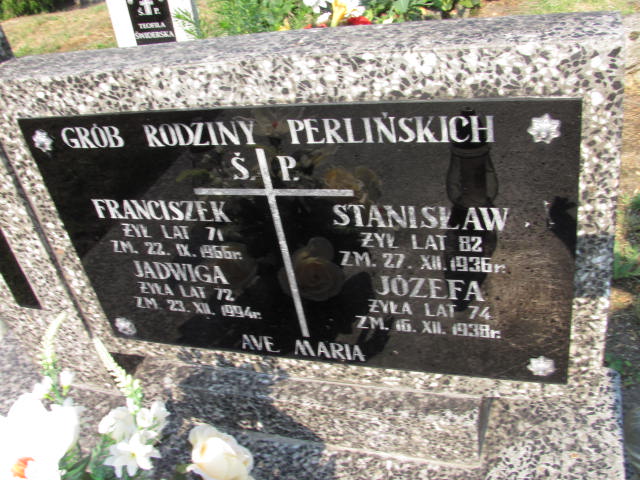 Ś. P.
TEOFILA
ŚWIDERSKA
GRÓB RODZINY PERLIŃSKICH
Ś. P.
FRANCISZEK
ŻYŁ LAT 71
ZM. 22. IX. 1966r.
JADWIGA
ŻYŁA LAT 72
ZM. 23. XII. 1994r.
STANISŁAW
ŻYŁ LAT 82
ZM. 27. XII. 1936r.
JÓZEFA
ŻYŁA LAT 74
ZM. 16. XII. 1938r.
AVE MARIA